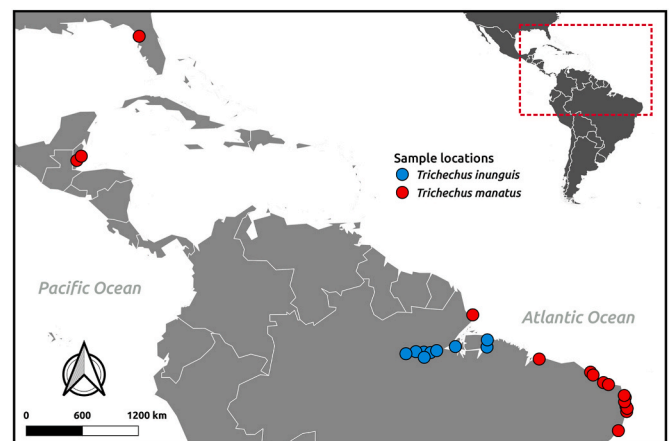 Sample locations
Trichechus inunguis
Trichechus manatus
Pacific Ocean
Atlantic Ocean
0 600 1200 km